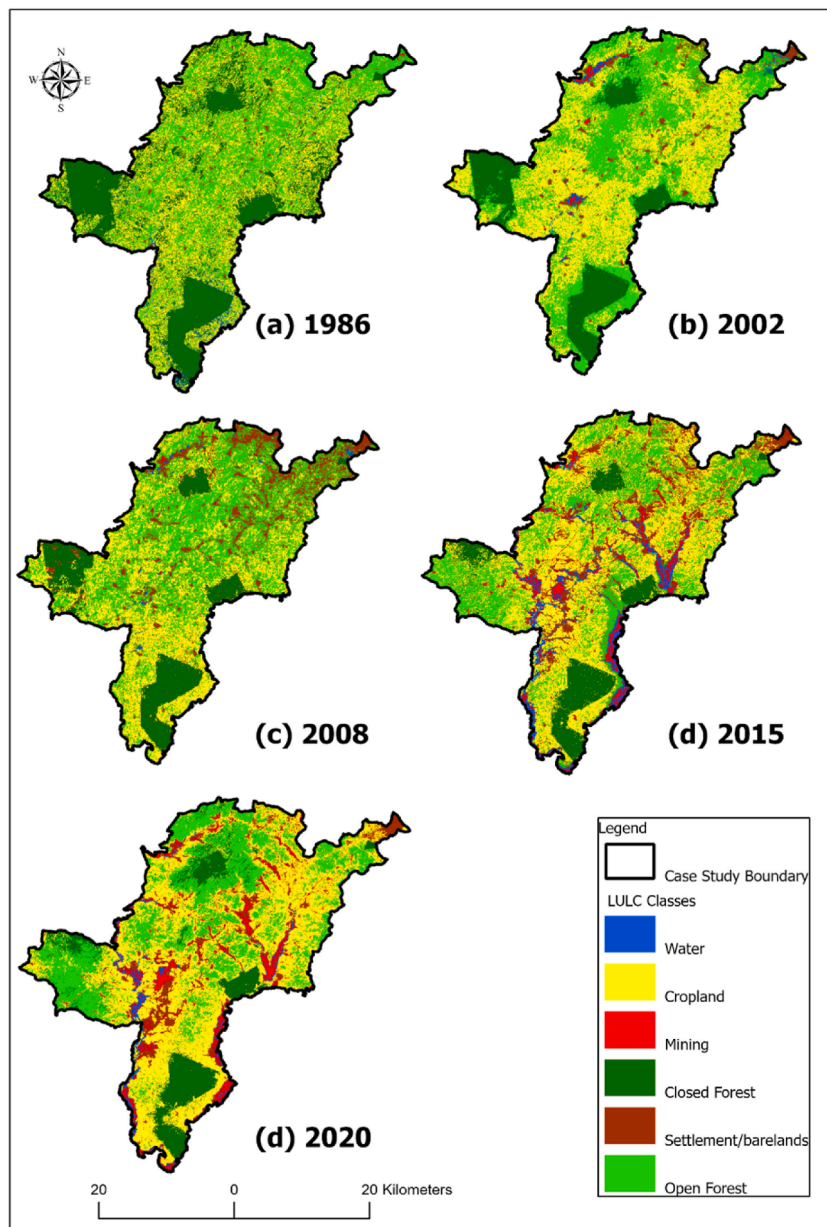 N
W E
S
(a) 1986
(b) 2002
(c) 2008
(d) 2015
(d) 2020
20 0 20 Kilometers
Legend
Case Study Boundary
LULC Classes
Water
Cropland
Mining
Closed Forest
Settlement/barelands
Open Forest